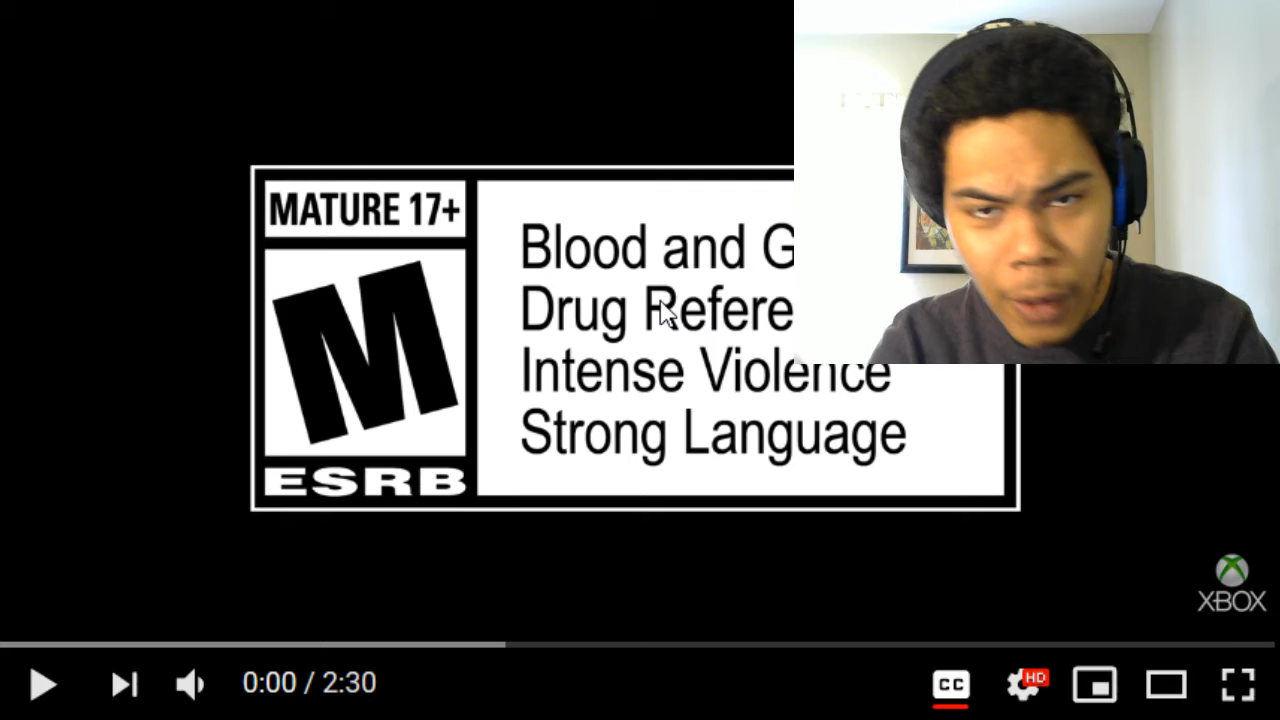 MATURE 17+
M
ESRB
Blood and G
Drug Refere
Intense Violence
Strong Language
XBOX
0:00 / 2:30
CC
HD